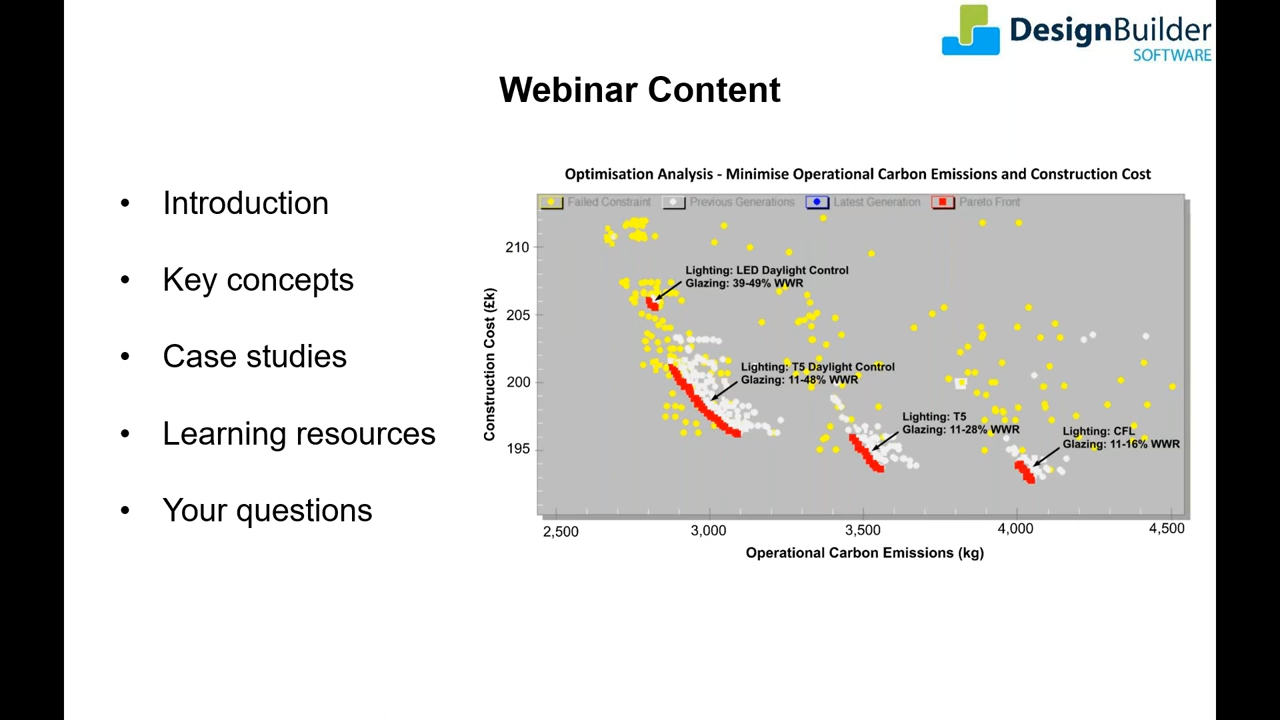 DesignBuilder
SOFTWARE
Webinar Content
• Introduction
• Key concepts
• Case studies
• Learning resources
• Your questions
Optimisation Analysis - Minimise Operational Carbon Emissions and Construction Cost
Failed Constraint Previous Generations Latest Generation Pareto Front
Construction Cost (£k)
210
205
200
195
Lighting: LED Daylight Control
Glazing: 39-49% WWR
Lighting: T5 Daylight Control
Glazing: 11-48% WWR
Lighting: T5
Glazing: 11-28% WWR
Lighting: CFL
Glazing: 11-16% WWR
2,500 3,000 3,500 4,000 4,500
Operational Carbon Emissions (kg)